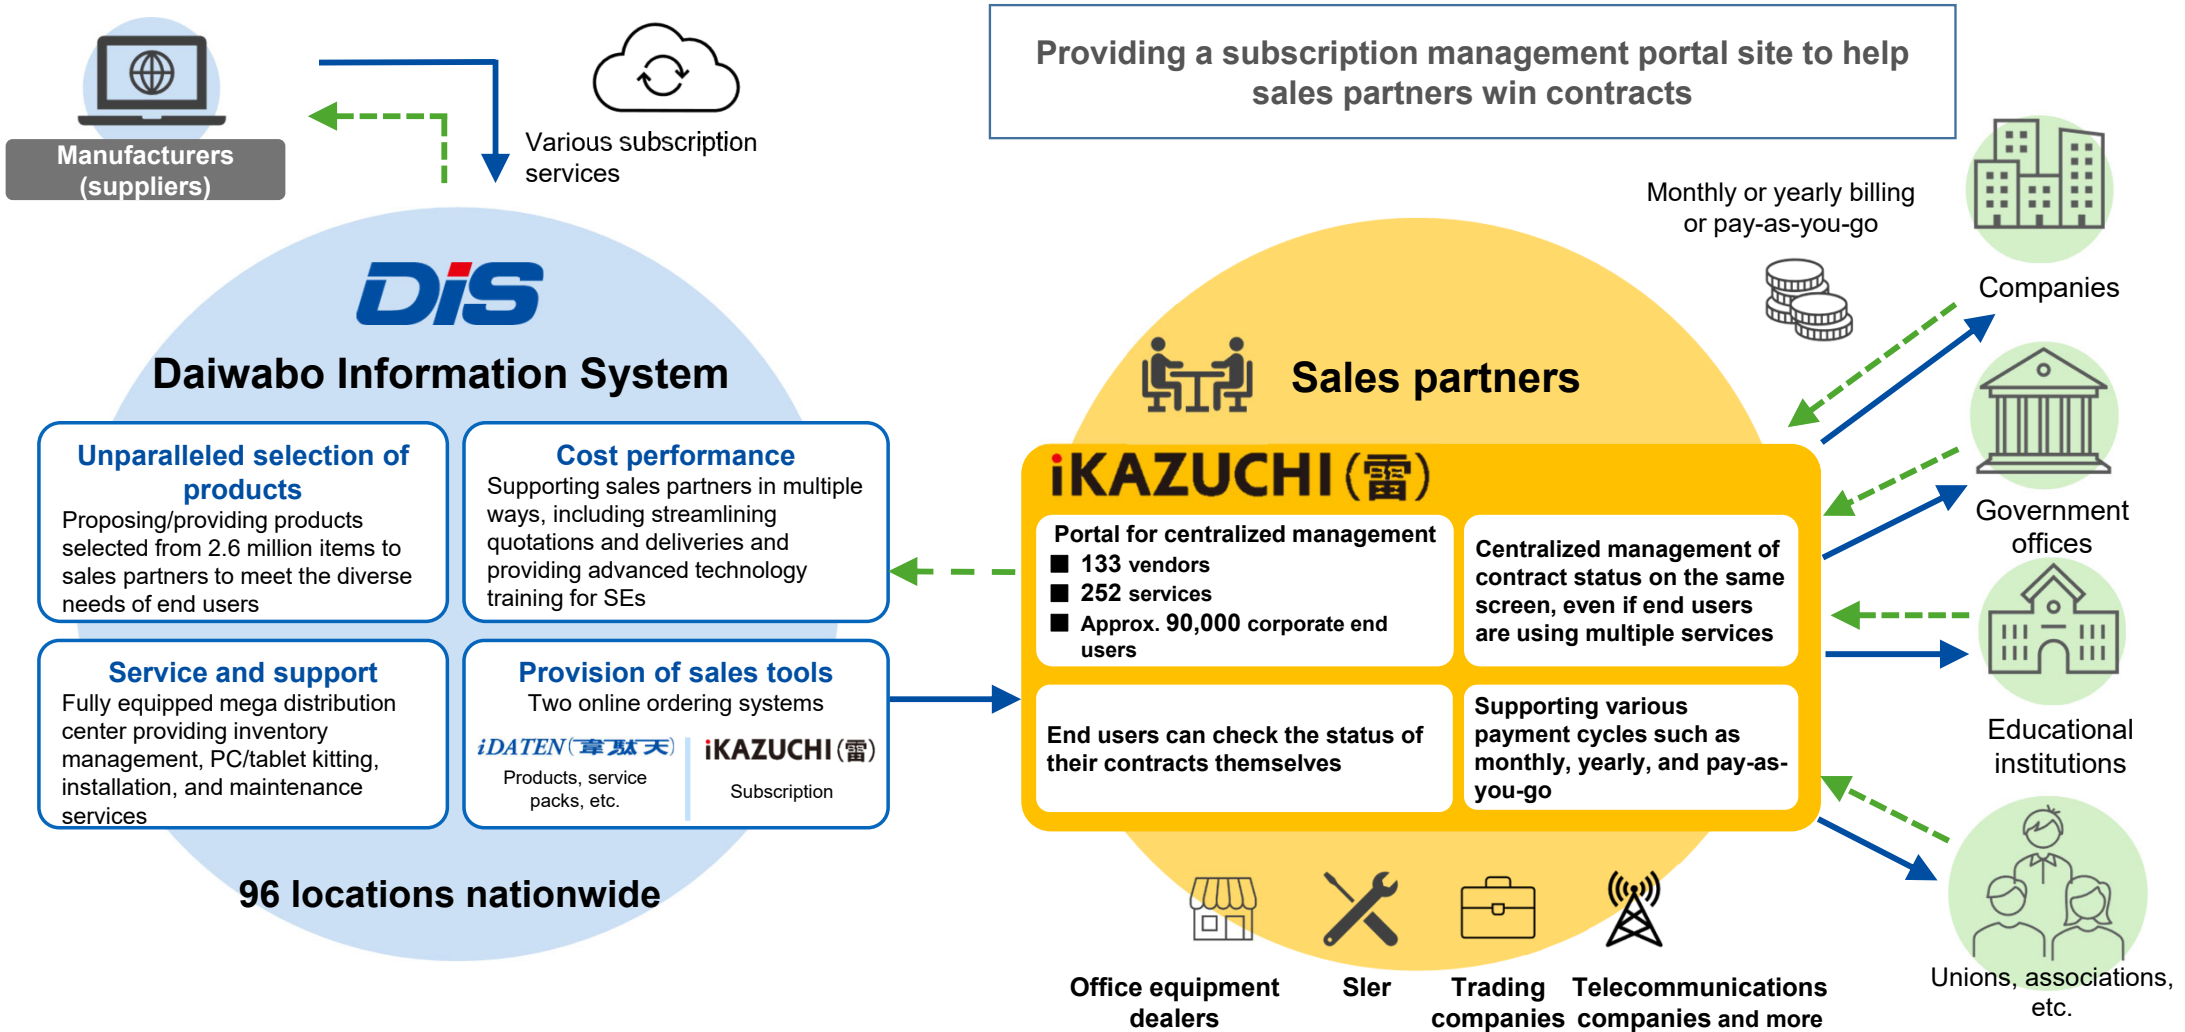 Providing a subscription management portal site to help
sales partners win contracts
Manufacturers
(suppliers)
Various subscription
services
DiS
Daiwabo Information System
Unparalleled selection of
products
Proposing/providing products
selected from 2.6 million items to
sales partners to meet the diverse
needs of end users
Cost performance
Supporting sales partners in multiple
ways, including streamlining
quotations and deliveries and
providing advanced technology
training for SEs
Service and support
Fully equipped mega distribution
center providing inventory
management, PC/tablet kitting,
installation, and maintenance
services
Provision of sales tools
Two online ordering systems
iDATEN(韋駄天)
Products, service
packs, etc.
iKAZUCHI(雷)
Subscription
96 locations nationwide
Sales partners
iKAZUCHI(雷)
Portal for centralized management
■ 133 vendors
■ 252 services
■ Approx. 90,000 corporate end
users
Centralized management of
contract status on the same
screen, even if end users
are using multiple services
End users can check the status of
their contracts themselves
Supporting various
payment cycles such as
monthly, yearly, and pay-as-
you-go
Office equipment
dealers
SIer
Trading
companies
Telecommunications
companies and more
Monthly or yearly billing
or pay-as-you-go
Companies
Government
offices
Educational
institutions
Unions, associations,
etc.